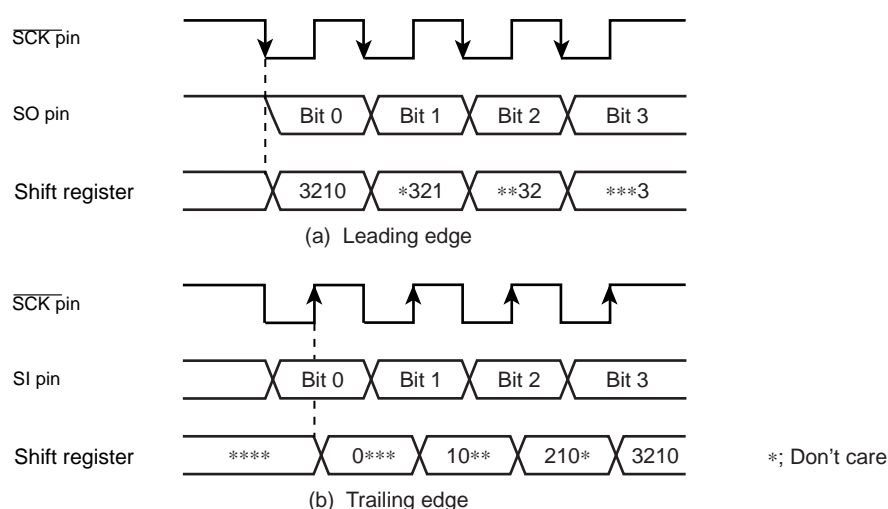 SCK pin
SO pin Bit 0 Bit 1 Bit 2 Bit 3
Shift register 3210 *321 **32 ***3
(a) Leading edge
SCK pin
SI pin Bit 0 Bit 1 Bit 2 Bit 3
Shift register **** 0*** 10** 210* 3210 *; Don't care
(b) Trailing edge